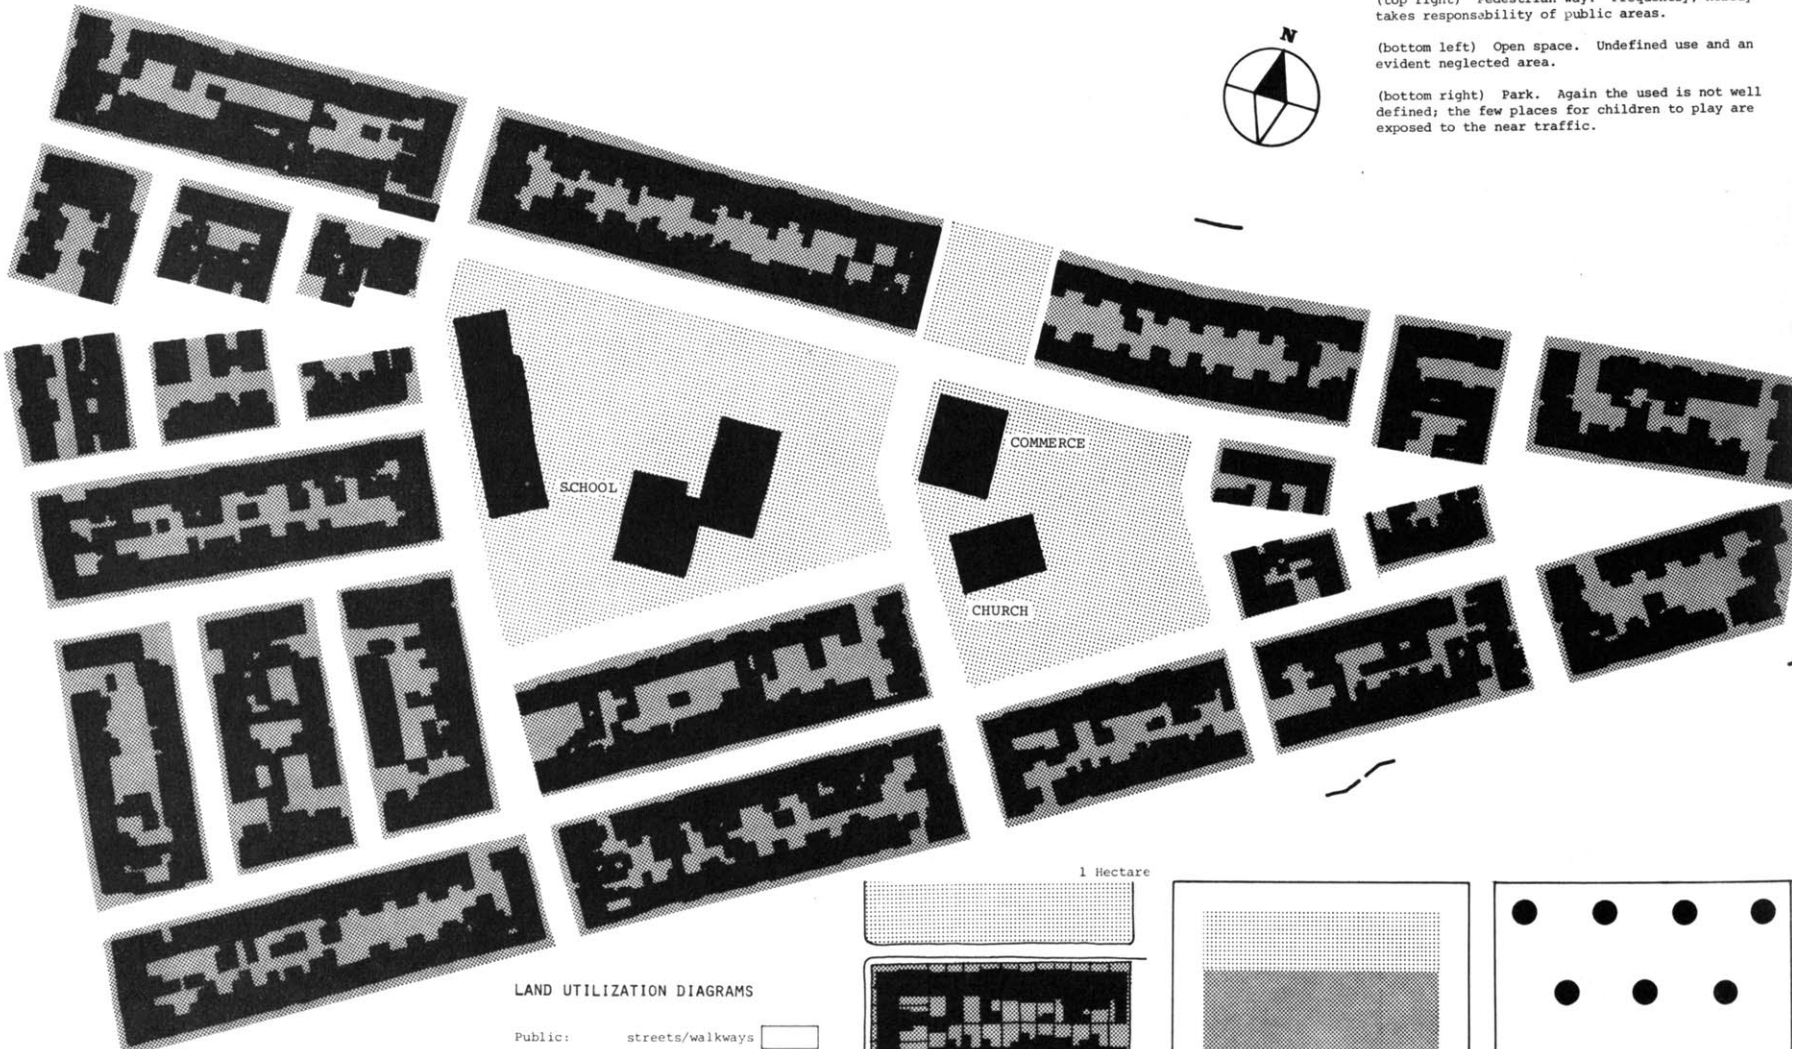 takes responsability of public areas.
(bottom left) Open space. Undefined use and an
evident neglected area.
(bottom right) Park. Again the used is not well
defined; the few places for children to play are
exposed to the near traffic.
N
COMMERCE
SCHOOL
CHURCH
1 Hectare
LAND UTILIZATION DIAGRAMS
Public: streets/walkways